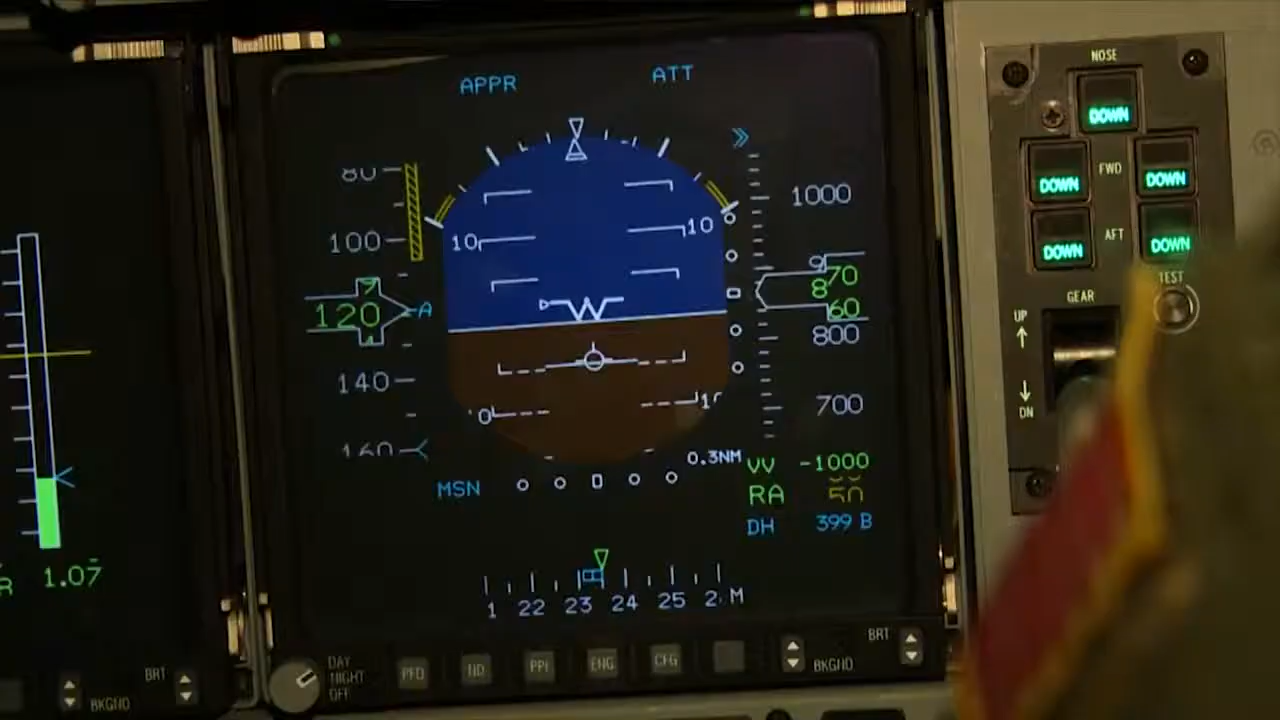 APPR
ATT
80
100
120
A
140
160
10
10
10
1000
9
70
8
60
800
700
0.3NM
MSN
VV -1000
RA 50
DH 399 B
22 23 24 25
M
1.07
NOSE
DOWN
DOWN FWD DOWN
DOWN AFT DOWN
TEST
GEAR
UP
DN
DAY
NIGHT
OFF
PFD
ND
PPI
ENG
CFG
BKGND
BRT
BRT
BKGND